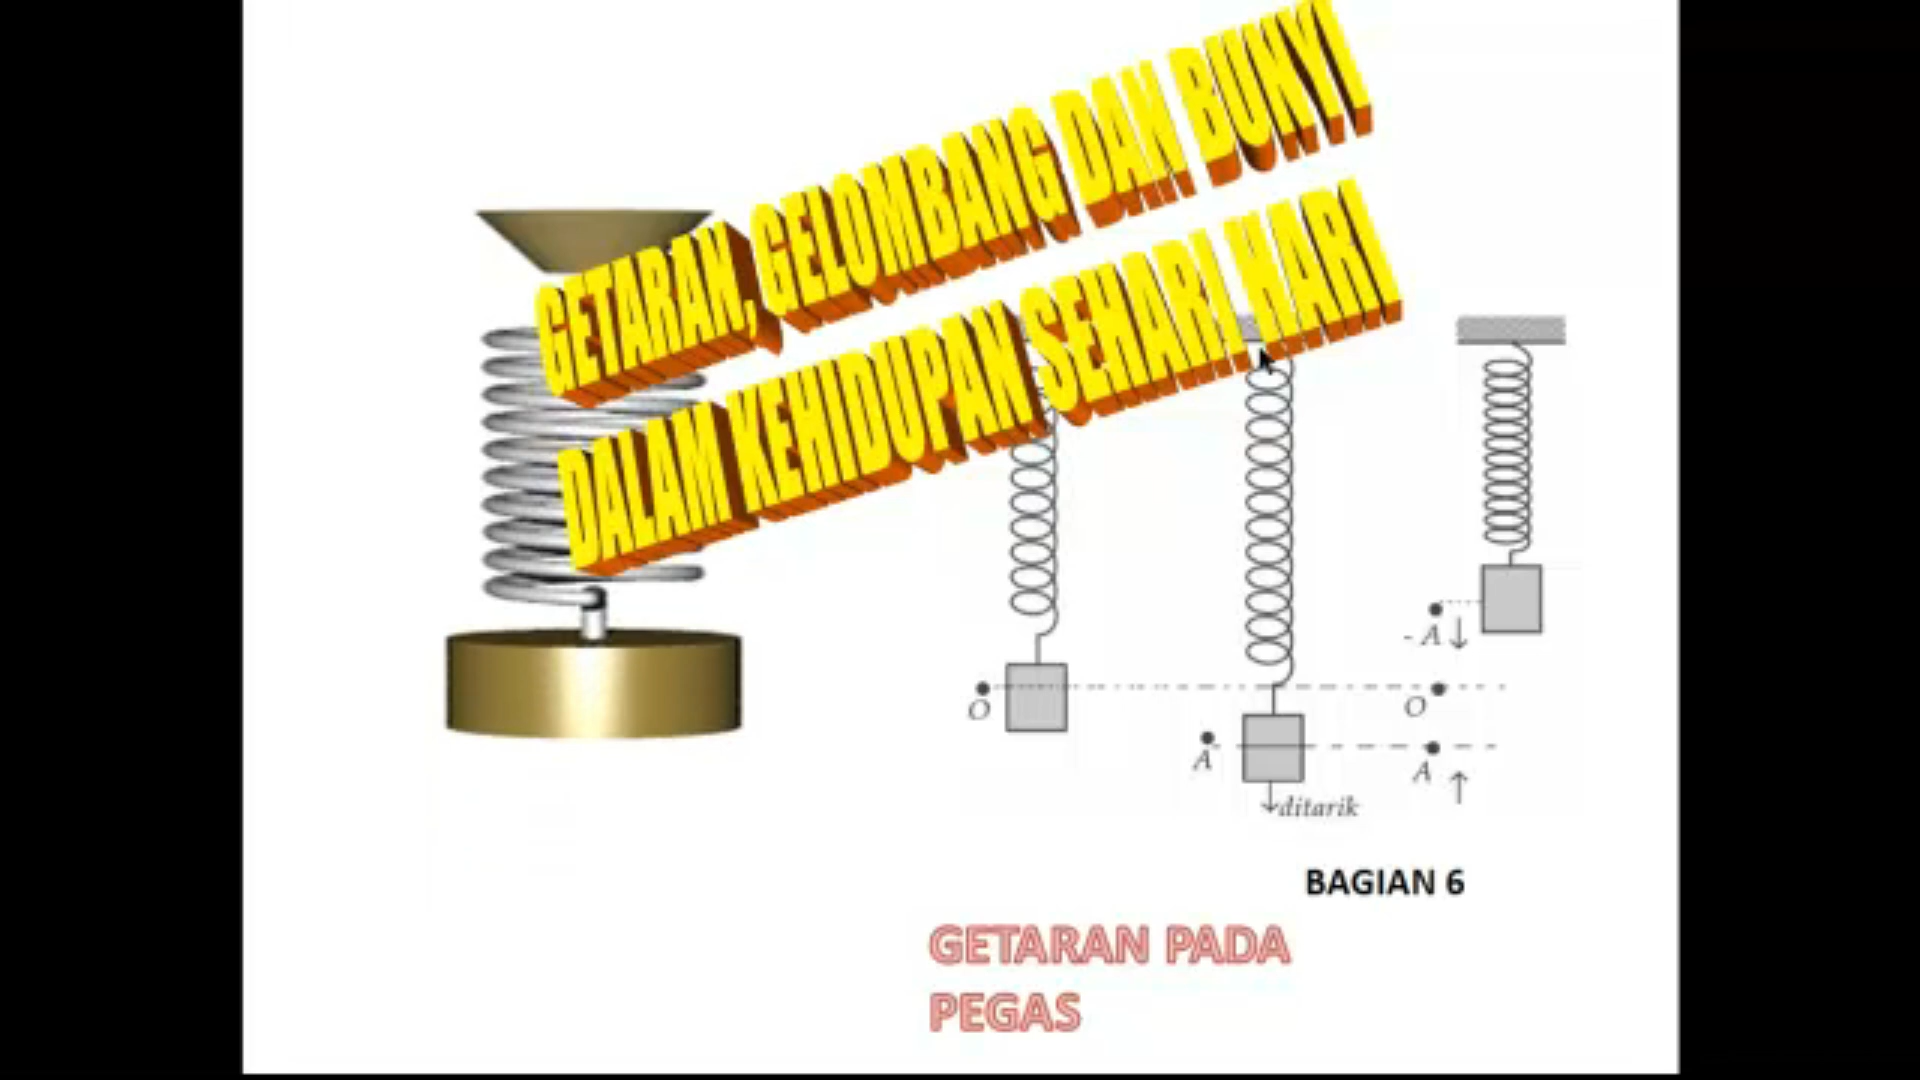 GETARAN, GELOMBANG DAN BUNYI
DALAM KEHIDUPAN SEHARI HARI
- A
O
O
A
A
ditarik
BAGIAN 6
GETARAN PADA
PEGAS